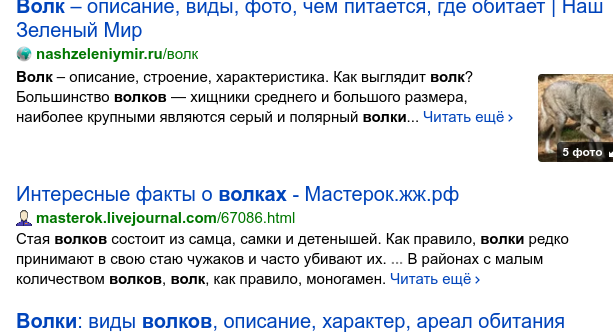 Волк – описание, виды, фото, чем питается, где обитает | Наш
Зеленый Мир
nashzeleniymir.ru/волк
Волк – описание, строение, характеристика. Как выглядит волк?
Большинство волков — хищники среднего и большого размера,
наиболее крупными являются серый и полярный волки... Читать ещё ›
5 фото
Интересные факты о волках - Мастерок.жж.рф
masterok.livejournal.com/67086.html
Стая волков состоит из самца, самки и детенышей. Как правило, волки редко
принимают в свою стаю чужаков и часто убивают их. ... В районах с малым
количеством волков, волк, как правило, моногамен. Читать ещё ›
Волки: виды волков, описание, характер, ареал обитания